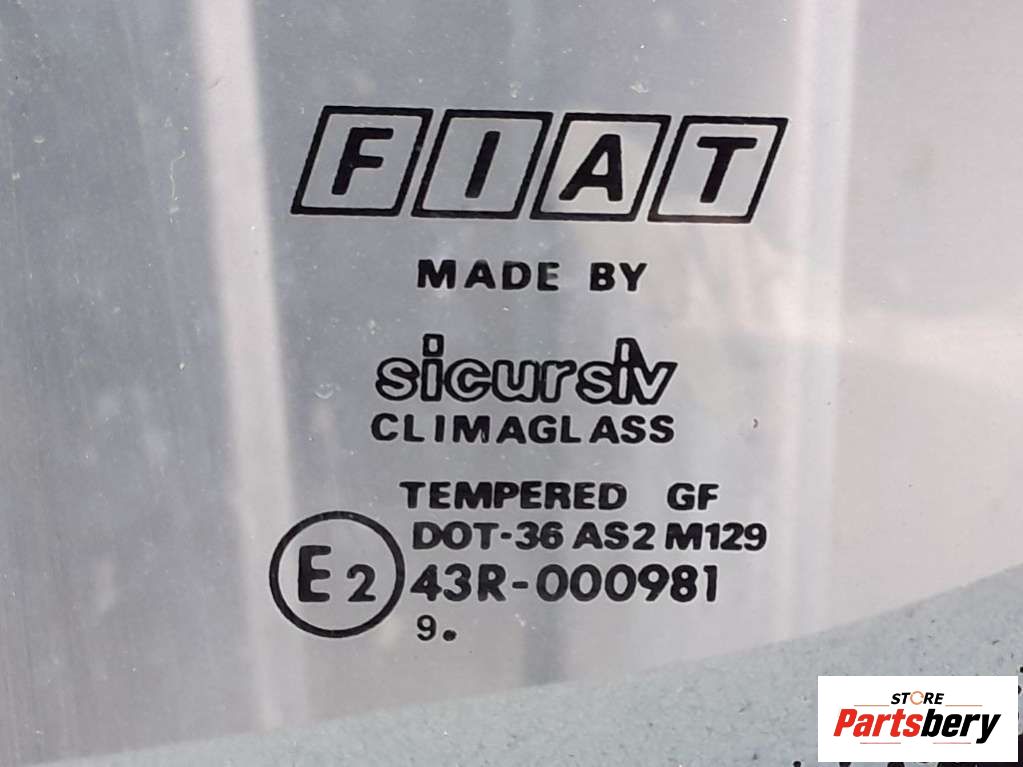 FIAT
MADE BY
sicursiv
CLIMAGLASS
TEMPERED GF
DOT-36 AS2 M129
E2 43R-000981
9.
STORE
Partsbery